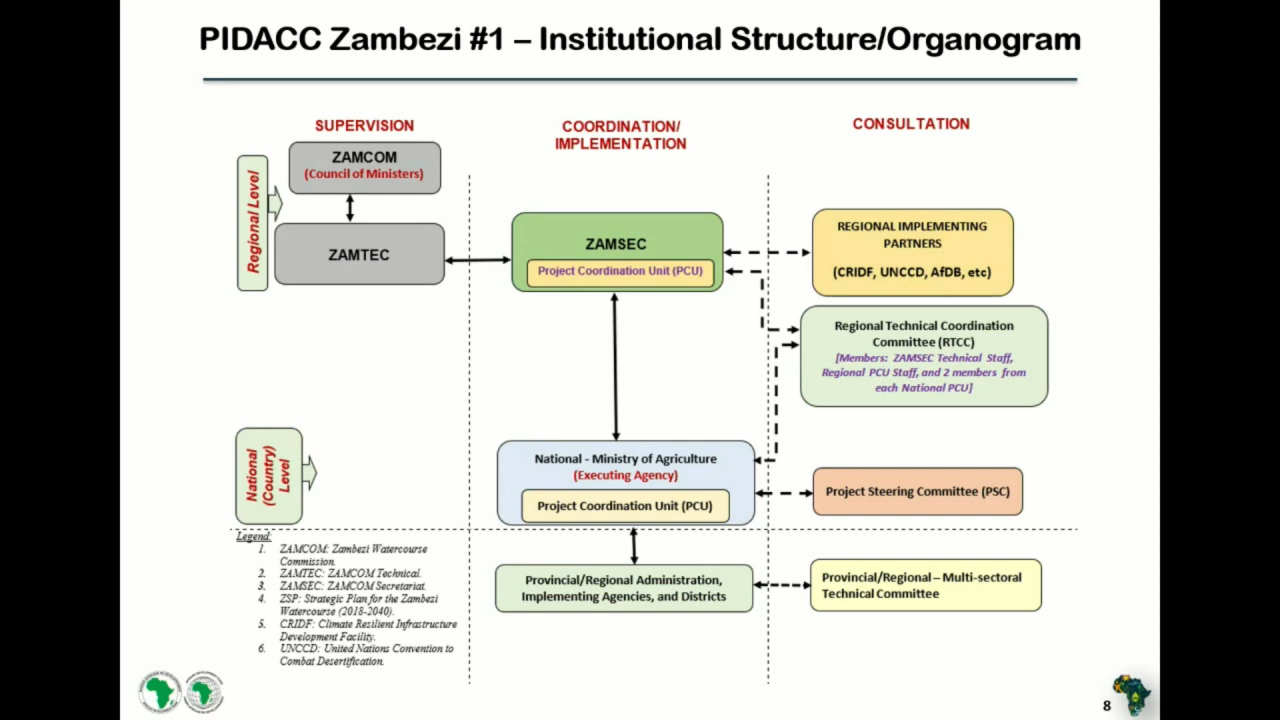 PIDACC Zambezi #1 – Institutional Structure/Organogram
SUPERVISION
COORDINATION/
IMPLEMENTATION
CONSULTATION
Regional Level
ZAMCOM
(Council of Ministers)
ZAMTEC
ZAMSEC
Project Coordination Unit (PCU)
REGIONAL IMPLEMENTING
PARTNERS
(CRIDF, UNCCD, AfDB, etc)
Regional Technical Coordination
Committee (RTCC)
[Members: ZAMSEC Technical Staff,
Regional PCU Staff, and 2 members from
each National PCU]
National
(Country)
Level
National - Ministry of Agriculture
(Executing Agency)
Project Coordination Unit (PCU)
Project Steering Committee (PSC)
Provincial/Regional Administration,
Implementing Agencies, and Districts
Provincial/Regional – Multi-sectoral
Technical Committee
Legend:
1. ZAMCOM: Zambezi Watercourse
Commission.
2. ZAMTEC: ZAMCOM Technical.
3. ZAMSEC: ZAMCOM Secretariat.
4. ZSP: Strategic Plan for the Zambezi
Watercourse (2018-2040).
5. CRIDF: Climate Resilient Infrastructure
Development Facility.
6. UNCCD: United Nations Convention to
Combat Desertification.
8